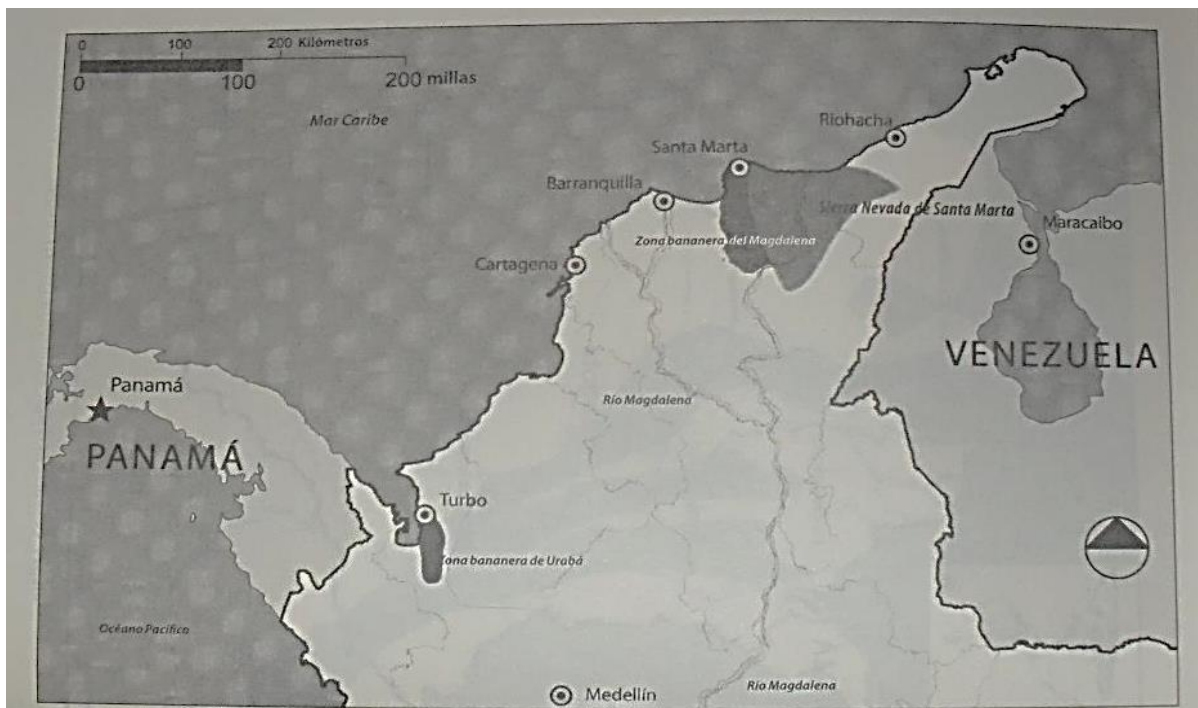 0 100 200 Kilómetros
0 100 200 millas
Mar Caribe
Riohacha
Santa Marta
Barranquilla
Sierra Nevada de Santa Marta
Maracaibo
Zona bananera del Magdalena
Cartagena
VENEZUELA
Panamá
Río Magdalena
PANAMÁ
Turbo
Zona bananera de Urabá
Océano Pacífico
Medellín
Río Magdalena